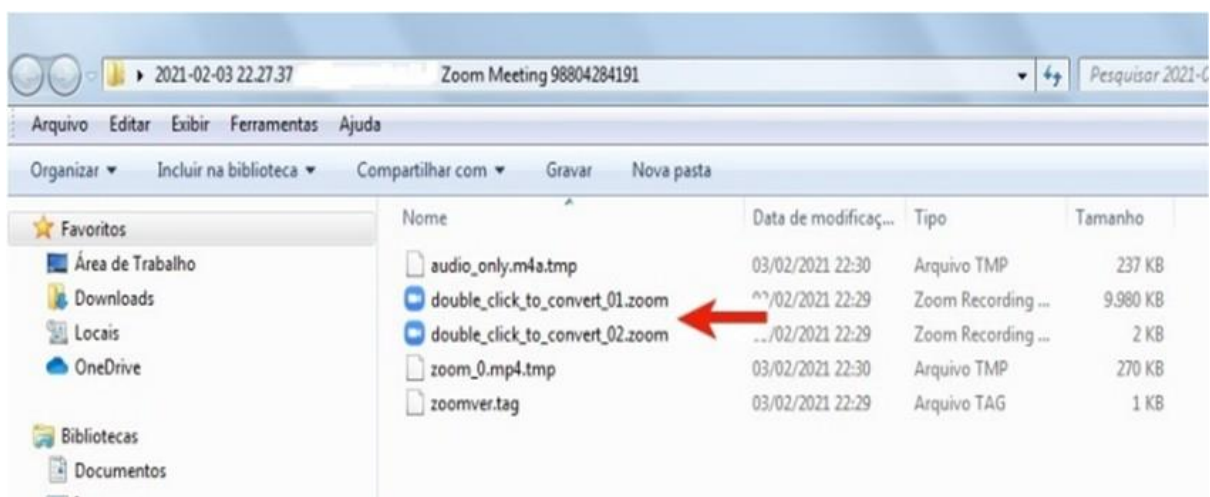 2021-02-03 22.27.37 Zoom Meeting 98804284191 Pesquisar 2021-0
Arquivo Editar Exibir Ferramentas Ajuda
Organizar Incluir na biblioteca Compartilhar com Gravar Nova pasta
Favoritos
Área de Trabalho
Downloads
Locais
OneDrive
Bibliotecas
Documentos
Nome Data de modificaç... Tipo Tamanho
audio_only.m4a.tmp 03/02/2021 22:30 Arquivo TMP 237 KB
double_click_to_convert_01.zoom /02/2021 22:29 Zoom Recording ... 9.980 KB
double_click_to_convert_02.zoom /02/2021 22:29 Zoom Recording ... 2 KB
zoom_0.mp4.tmp 03/02/2021 22:30 Arquivo TMP 270 KB
zoomver.tag 03/02/2021 22:29 Arquivo TAG 1 KB